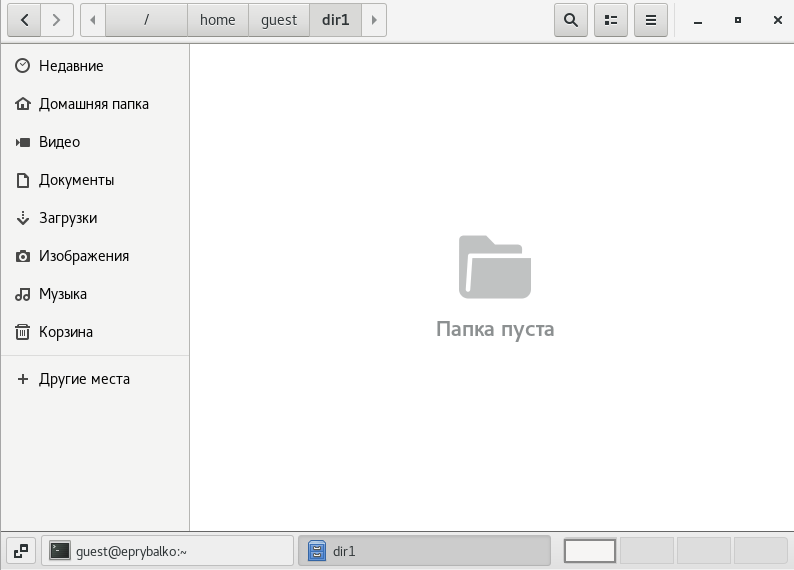 / home guest dir1
Недавние
Домашняя папка
Видео
Документы
Загрузки
Изображения
Музыка
Корзина
Другие места
Папка пуста
guest@eprybalko:~ dir1